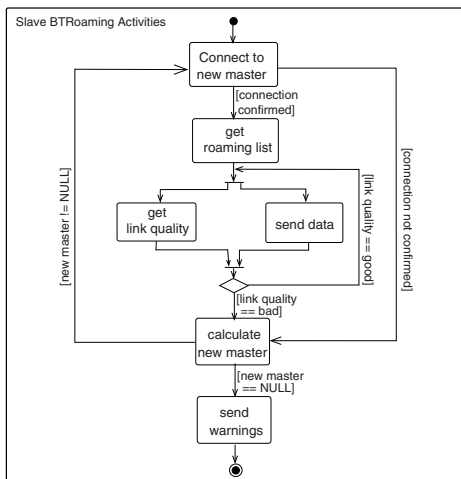 Slave BTRoaming Activities
Connect to
new master
[connection
confirmed]
get
roaming list
get
link quality
send data
[link quality
== bad]
calculate
new master
[new master
== NULL]
send
warnings
[new master != NULL]
[link quality == good]
[connection not confirmed]